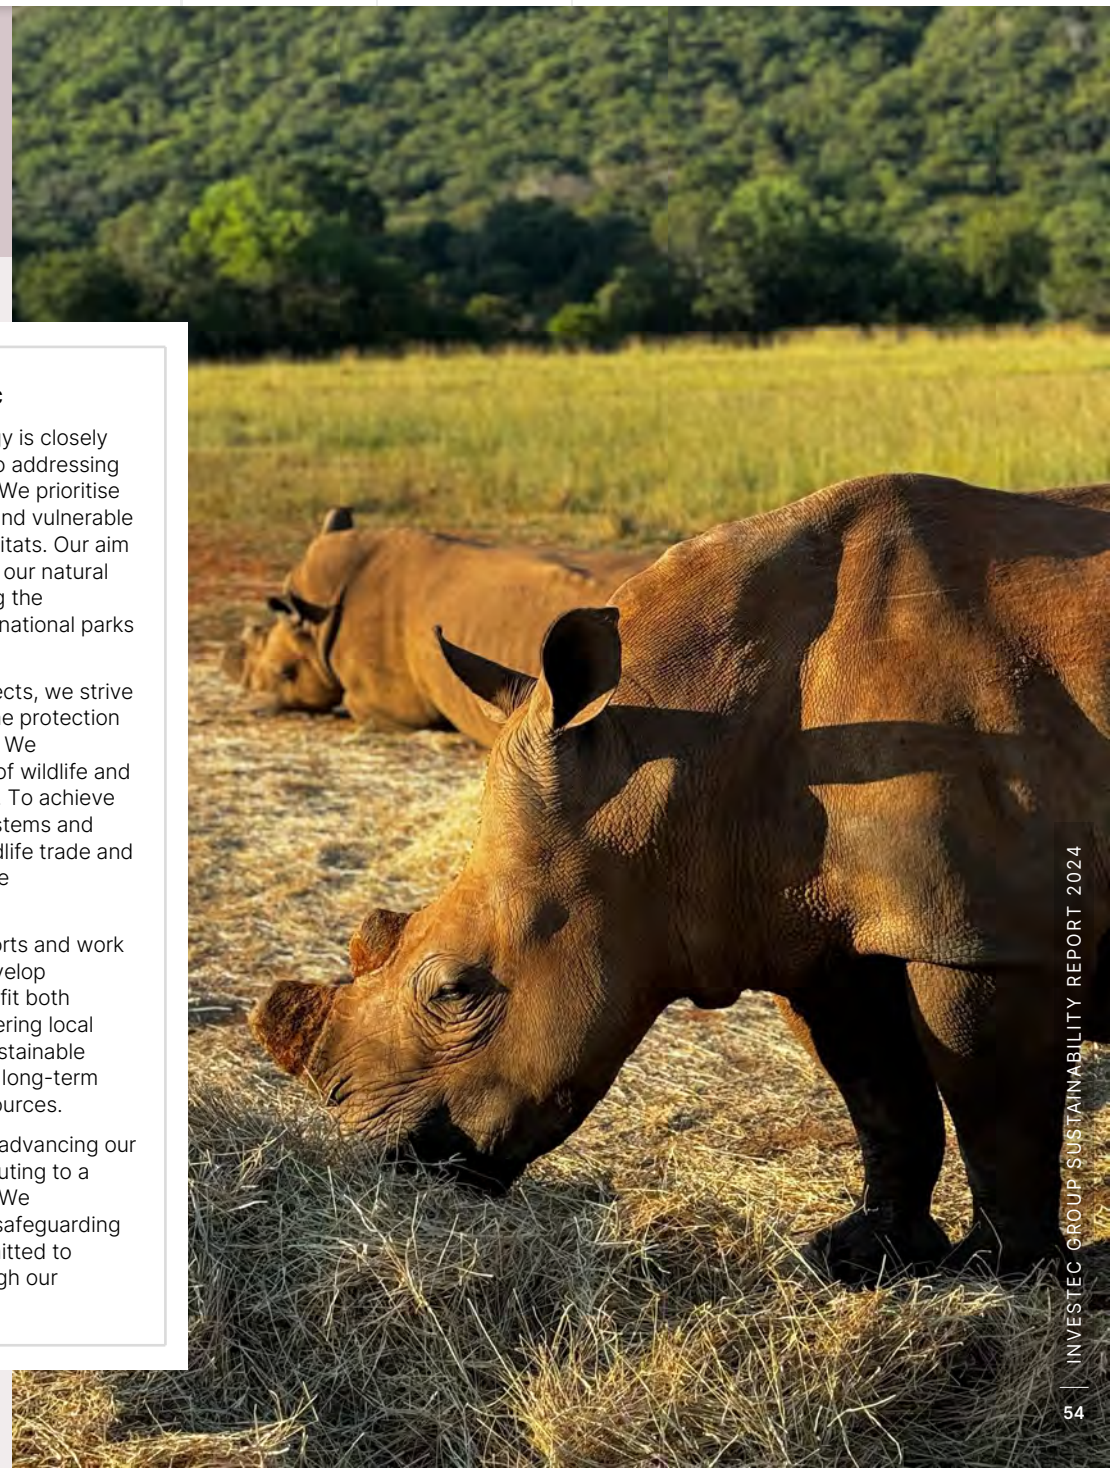 y is closely
addressing
We prioritise
nd vulnerable
itats. Our aim
our natural
g the
national parks
ects, we strive
e protection
We
of wildlife and
To achieve
stems and
dlife trade and
e
orts and work
velop
fit both
ering local
stainable
long-term
ources.
advancing our
uting to a
We
safeguarding
itted to
gh our
INVESTEC GROUP SUSTAINABILITY REPORT 2024
54